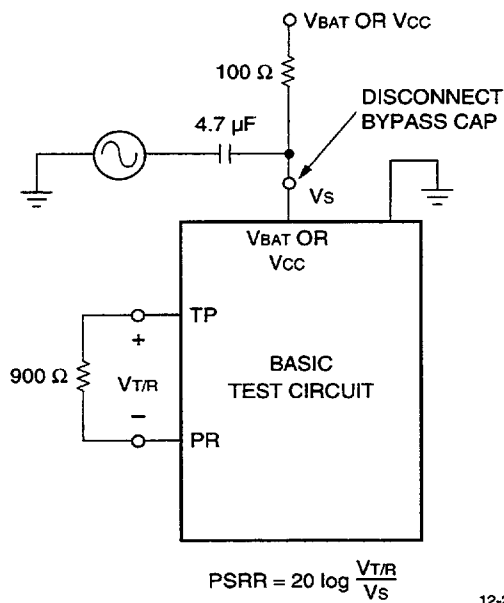 VBAT OR VCC
100 Ω
DISCONNECT
BYPASS CAP
4.7 µF
VS
VBAT OR
VCC
TP
+
900 Ω
VT/R
BASIC
TEST CIRCUIT
−
PR
PSRR = 20 log VT/R
VS